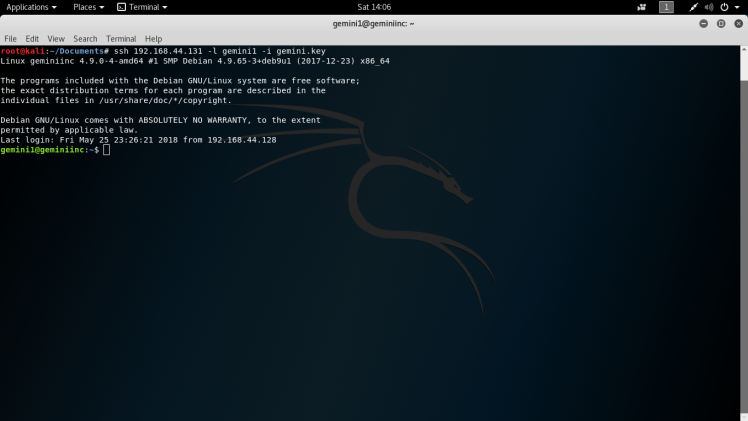 Applications Places Terminal Sat 14:06 1
gemini1@geminiinc: ~
File Edit View Search Terminal Help
root@kali:~/Documents# ssh 192.168.44.131 -l gemini1 -i gemini.key
Linux geminiinc 4.9.0-4-amd64 #1 SMP Debian 4.9.65-3+deb9u1 (2017-12-23) x86_64
The programs included with the Debian GNU/Linux system are free software;
the exact distribution terms for each program are described in the
individual files in /usr/share/doc/*/copyright.
Debian GNU/Linux comes with ABSOLUTELY NO WARRANTY, to the extent
permitted by applicable law.
Last login: Fri May 25 23:26:21 2018 from 192.168.44.128
gemini1@geminiinc:~$